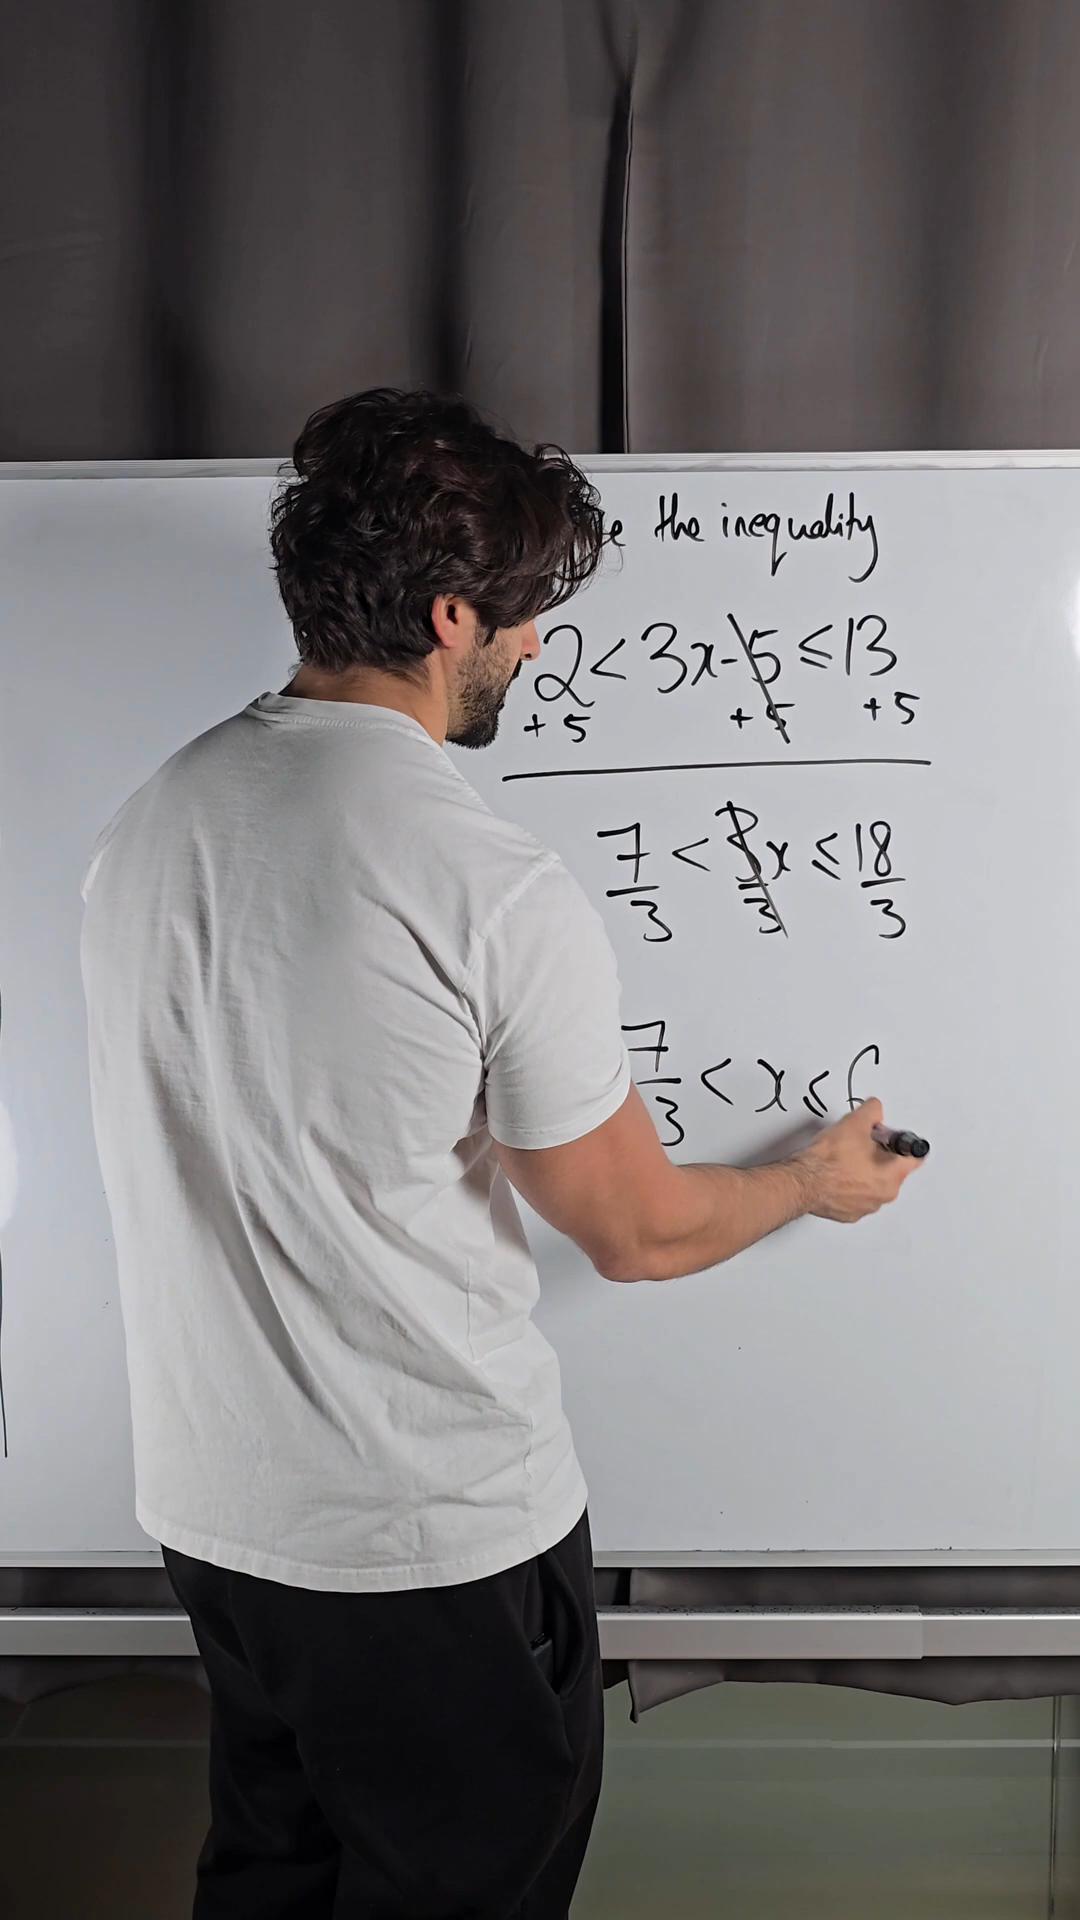 the inequality
2 < 3x - 5 ≤ 13
+ 5 + 5 + 5
7/3 < 3x/3 ≤ 18/3
7/3 < x ≤ 6